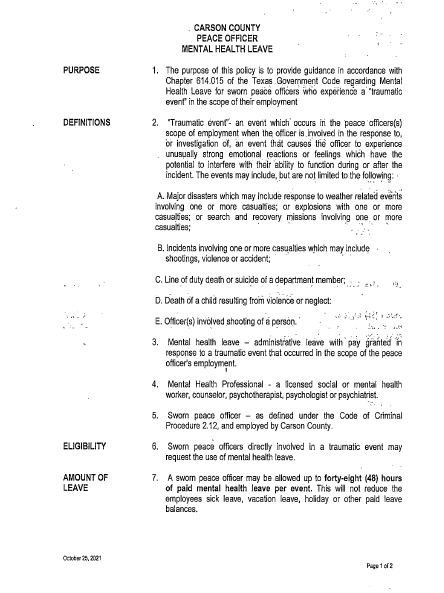 CARSON COUNTY
PEACE OFFICER
MENTAL HEALTH LEAVE
PURPOSE
1. The purpose of this policy is to provide guidance in accordance with
Chapter 614.015 of the Texas Government Code regarding Mental
Health Leave for sworn peace officers who experience a "traumatic
event" in the scope of their employment
DEFINITIONS
2. "Traumatic event"- an event which occurs in the peace officers(s)
scope of employment when the officer is involved in the response to,
or investigation of, an event that causes the officer to experience
unusually strong emotional reactions or feelings which have the
potential to interfere with their ability to function during or after the
incident. The events may include, but are not limited to the following:
A. Major disasters which may include response to weather related events
involving one or more casualties; or explosions with one or more
casualties; or search and recovery missions involving one or more
casualties;
B. Incidents involving one or more casualties which may include
shootings, violence or accident;
C. Line of duty death or suicide of a department member;
D. Death of a child resulting from violence or neglect:
E. Officer(s) involved shooting of a person.
3. Mental health leave – administrative leave with pay granted in
response to a traumatic event that occurred in the scope of the peace
officer's employment.
4. Mental Health Professional - a licensed social or mental health
worker, counselor, psychotherapist, psychologist or psychiatrist.
5. Sworn peace officer – as defined under the Code of Criminal
Procedure 2.12, and employed by Carson County.
ELIGIBILITY
6. Sworn peace officers directly involved in a traumatic event may
request the use of mental health leave.
AMOUNT OF
LEAVE
7. A sworn peace officer may be allowed up to forty-eight (48) hours
of paid mental health leave per event. This will not reduce the
employees sick leave, vacation leave, holiday or other paid leave
balances.
October 25, 2021
Page 1 of 2